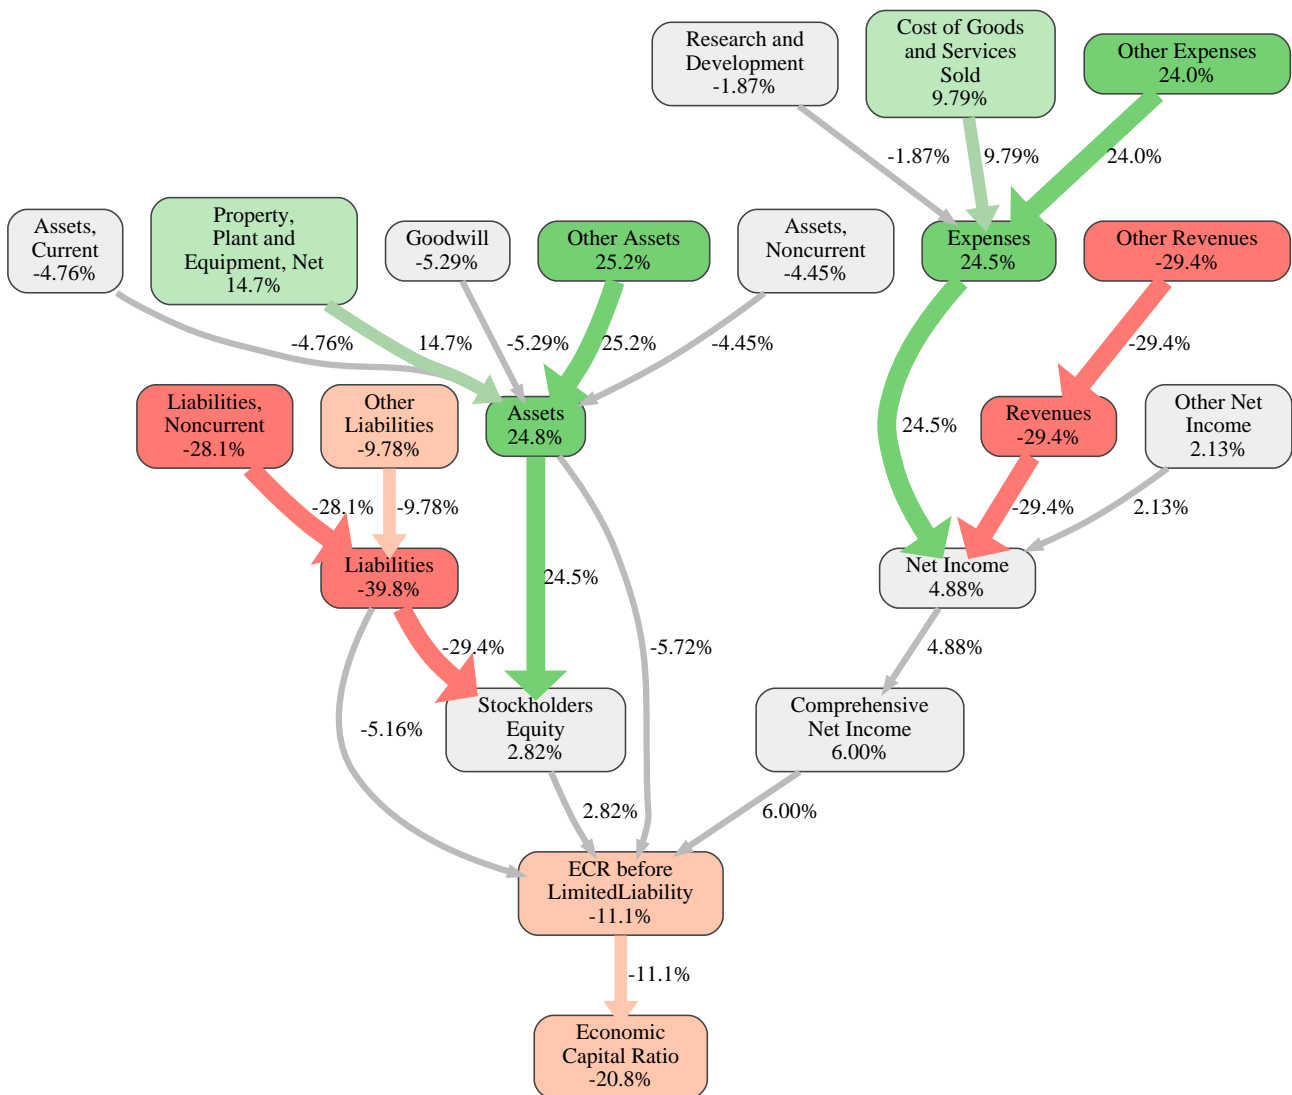 Research and
Development
-1.87%
Cost of Goods
and Services
Sold
9.79%
Other Expenses
24.0%
-1.87%
9.79%
24.0%
Assets,
Current
-4.76%
Property,
Plant and
Equipment, Net
14.7%
Goodwill
-5.29%
Other Assets
25.2%
Assets,
Noncurrent
-4.45%
Expenses
24.5%
Other Revenues
-29.4%
-4.76%
14.7%
-5.29%
25.2%
-4.45%
-29.4%
Liabilities,
Noncurrent
-28.1%
Other
Liabilities
-9.78%
Assets
24.8%
24.5%
Revenues
-29.4%
Other Net
Income
2.13%
-28.1%
-9.78%
-29.4%
2.13%
Liabilities
-39.8%
24.5%
Net Income
4.88%
-29.4%
-5.72%
4.88%
-5.16%
Stockholders
Equity
2.82%
Comprehensive
Net Income
6.00%
2.82%
6.00%
ECR before
LimitedLiability
-11.1%
-11.1%
Economic
Capital Ratio
-20.8%